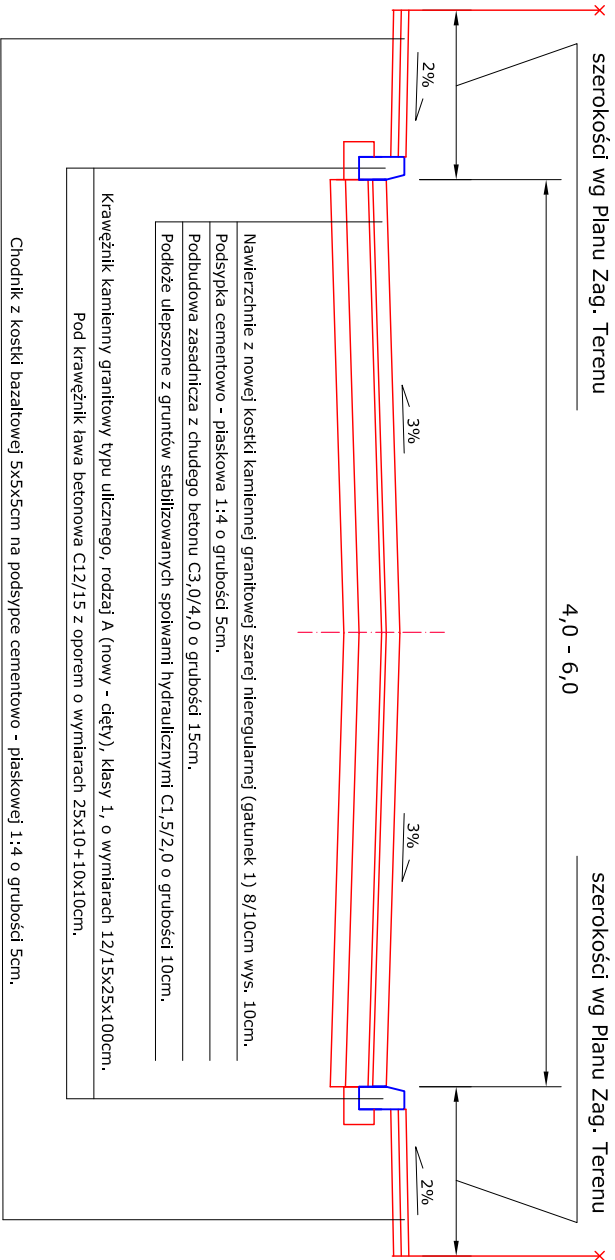 szerokości wg Planu Zag. Terenu
4,0 - 6,0
szerokości wg Planu Zag. Terenu
2%
3%
3%
2%
Nawierzchnie z nowej kostki kamiennej granitowej szarej nieregularnej (gatunek 1) 8/10cm wys. 10cm.
Podsypka cementowo - piaskowa 1:4 o grubości 5cm.
Podbudowa zasadnicza z chudego betonu C3,0/4,0 o grubości 15cm.
Podłoże ulepszone z gruntów stabilizowanych spoiwami hydraulicznymi C1,5/2,0 o grubości 10cm.
Krawężnik kamienny granitowy typu ulicznego, rodzaj A (nowy - cięty), klasy 1, o wymiarach 12/15x25x100cm.
Pod krawężnik ława betonowa C12/15 z oporem o wymiarach 25x10+10x10cm.
Chodnik z kostki bazaltowej 5x5x5cm na podsypce cementowo - piaskowej 1:4 o grubości 5cm.